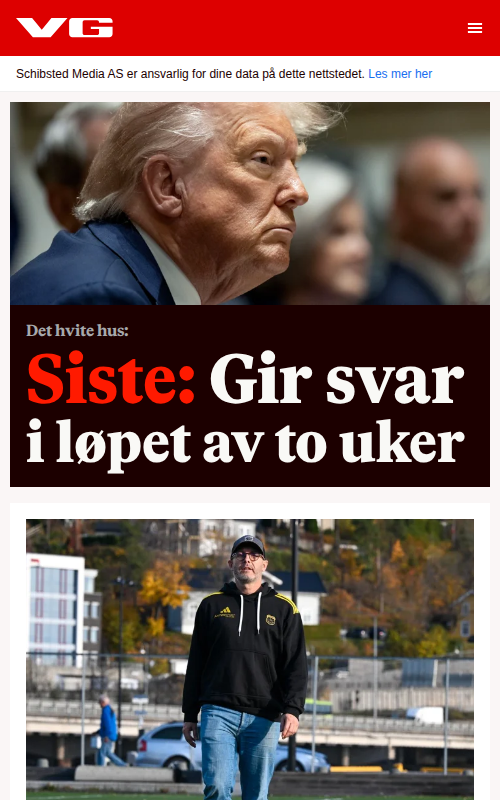 VG
Schibsted Media AS er ansvarlig for dine data på dette nettstedet. Les mer her
Det hvite hus:
Siste: Gir svar
i løpet av to uker